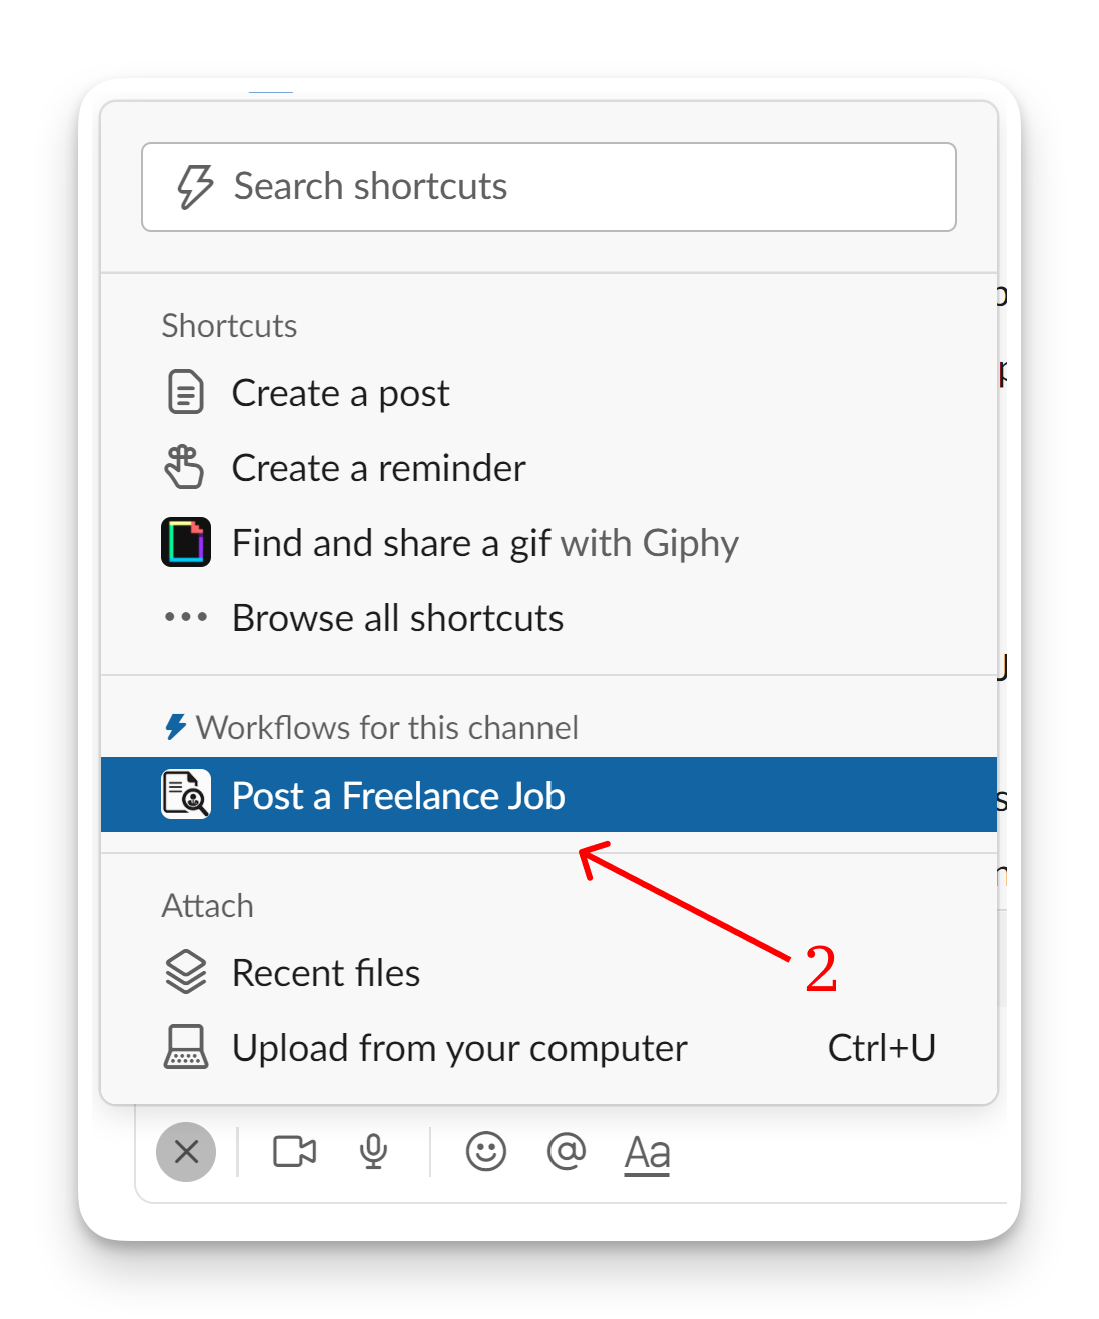 Search shortcuts
Shortcuts
Create a post
Create a reminder
Find and share a gif with Giphy
Browse all shortcuts
Workflows for this channel
Post a Freelance Job
Attach
2
Recent files
Upload from your computer Ctrl+U
Aa